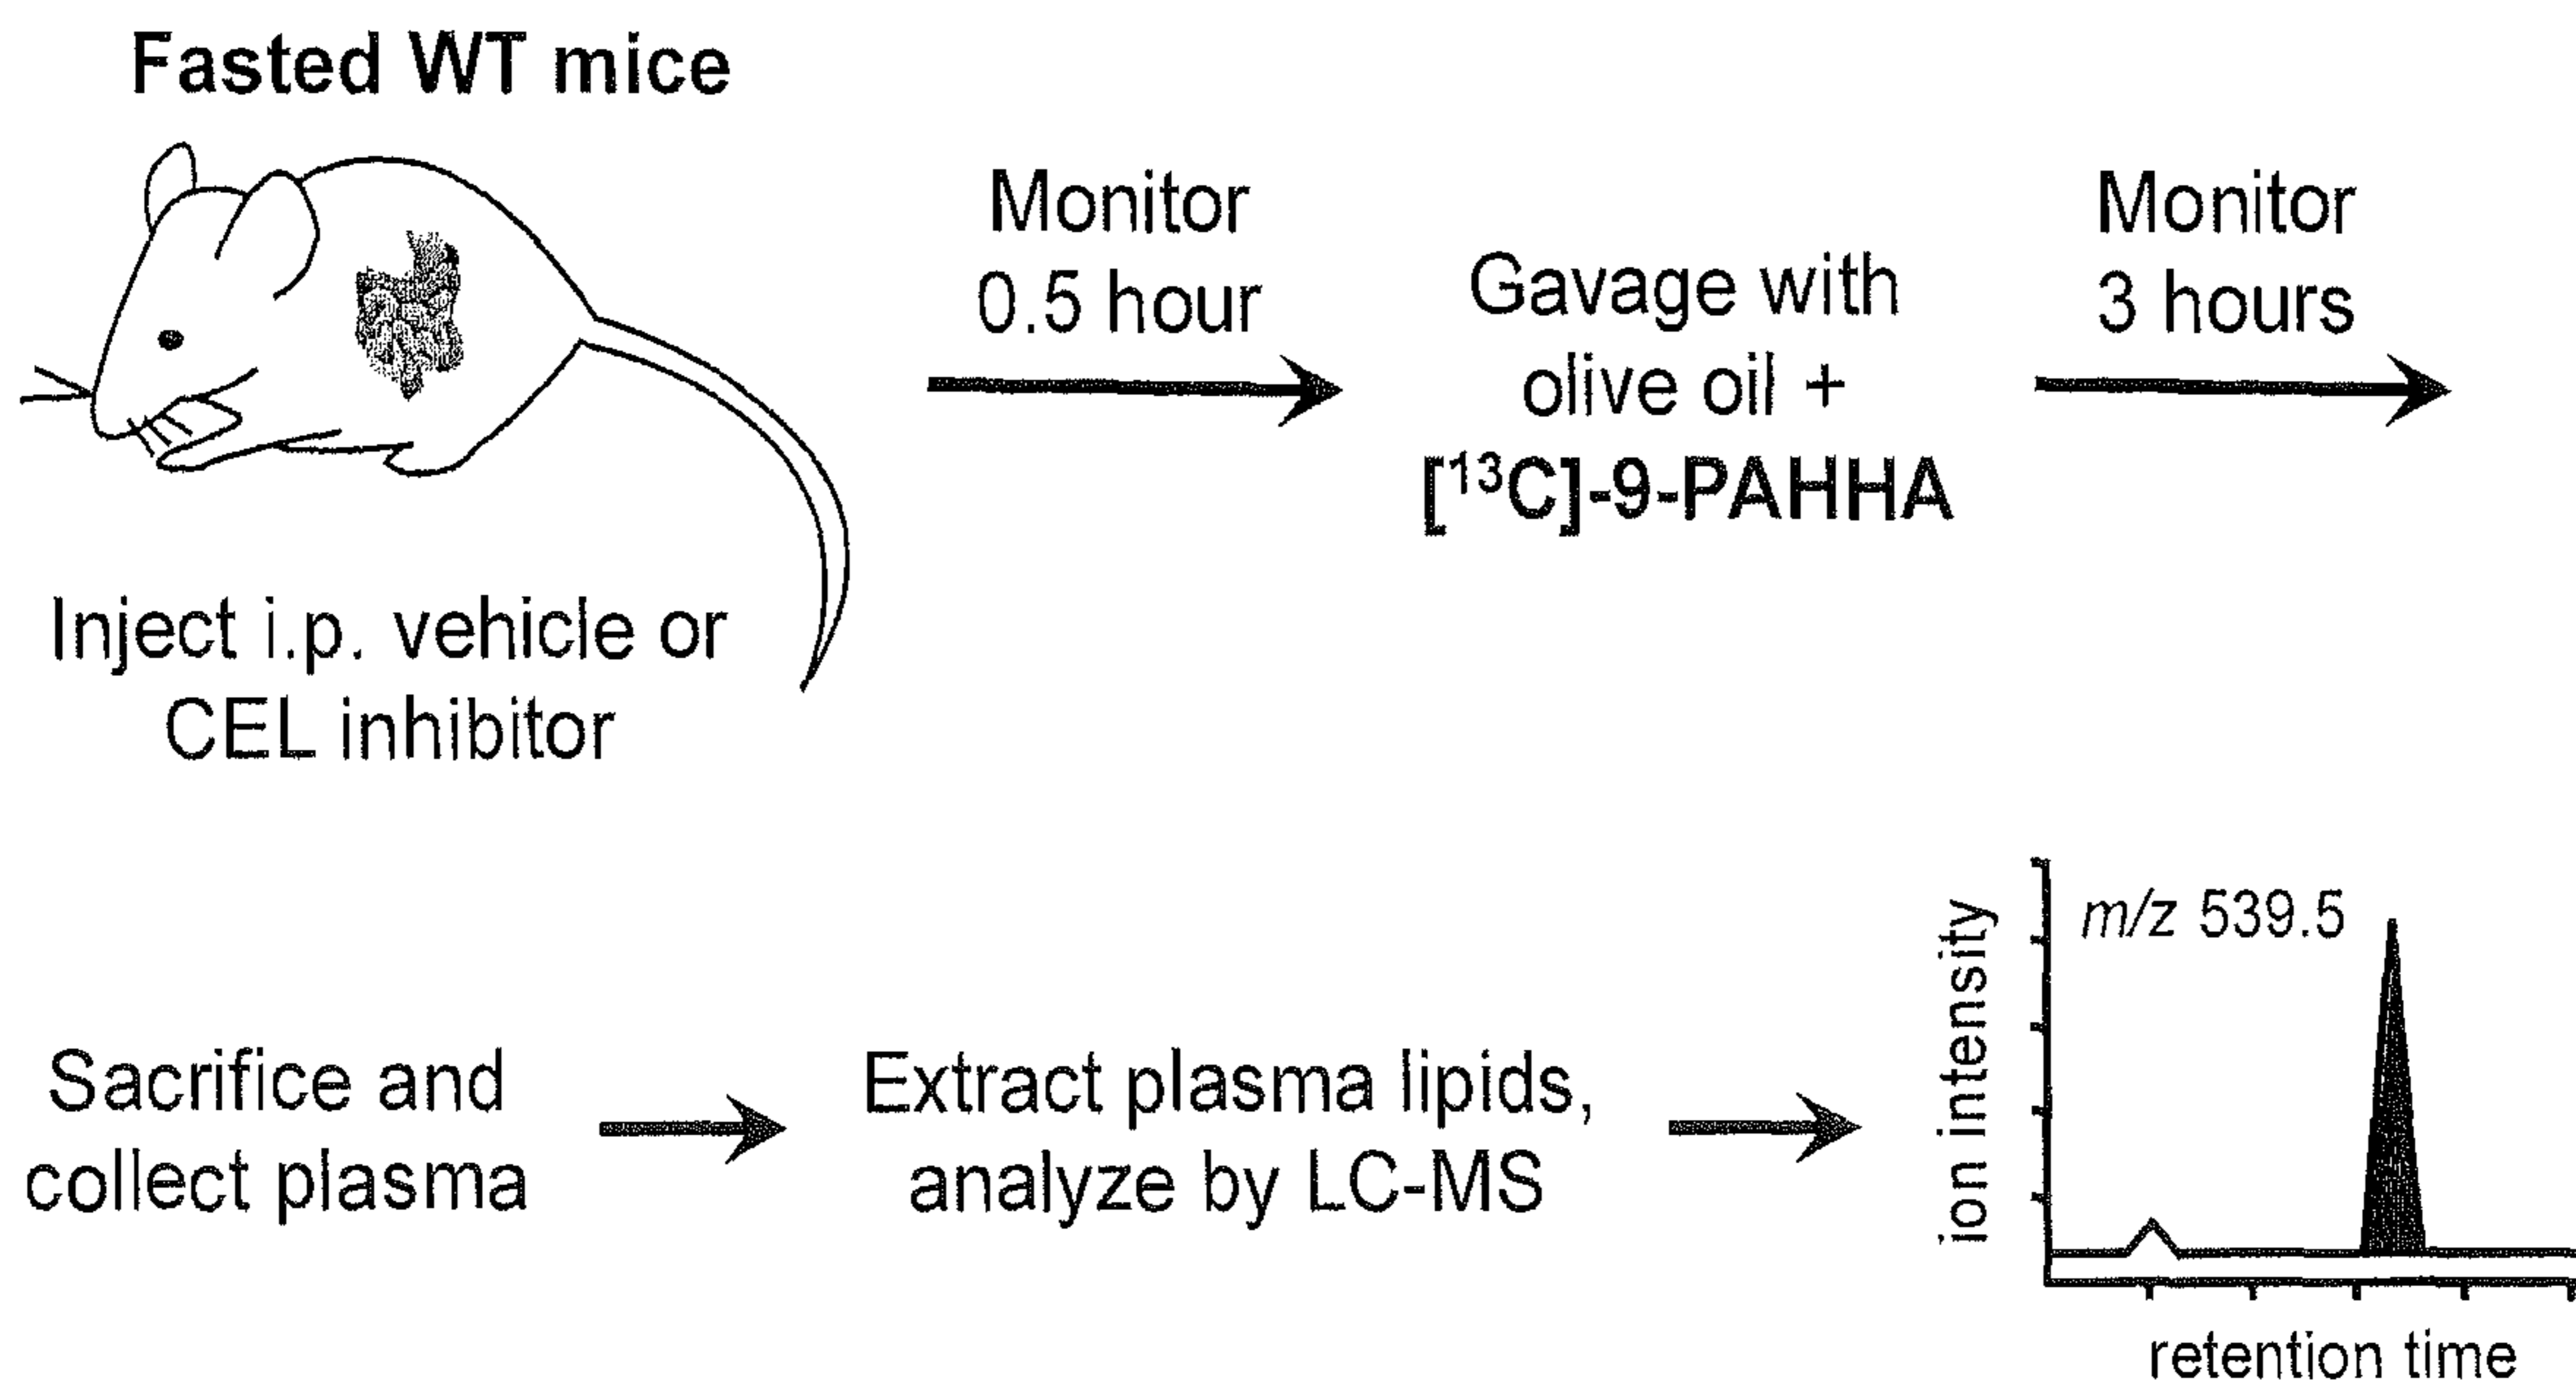 Fasted WT mice
Inject i.p. vehicle or
CEL inhibitor
Monitor
0.5 hour
Gavage with
olive oil +
[¹³C]-9-PAHHA
Monitor
3 hours
Sacrifice and
collect plasma
Extract plasma lipids,
analyze by LC-MS
ion intensity
m/z 539.5
retention time